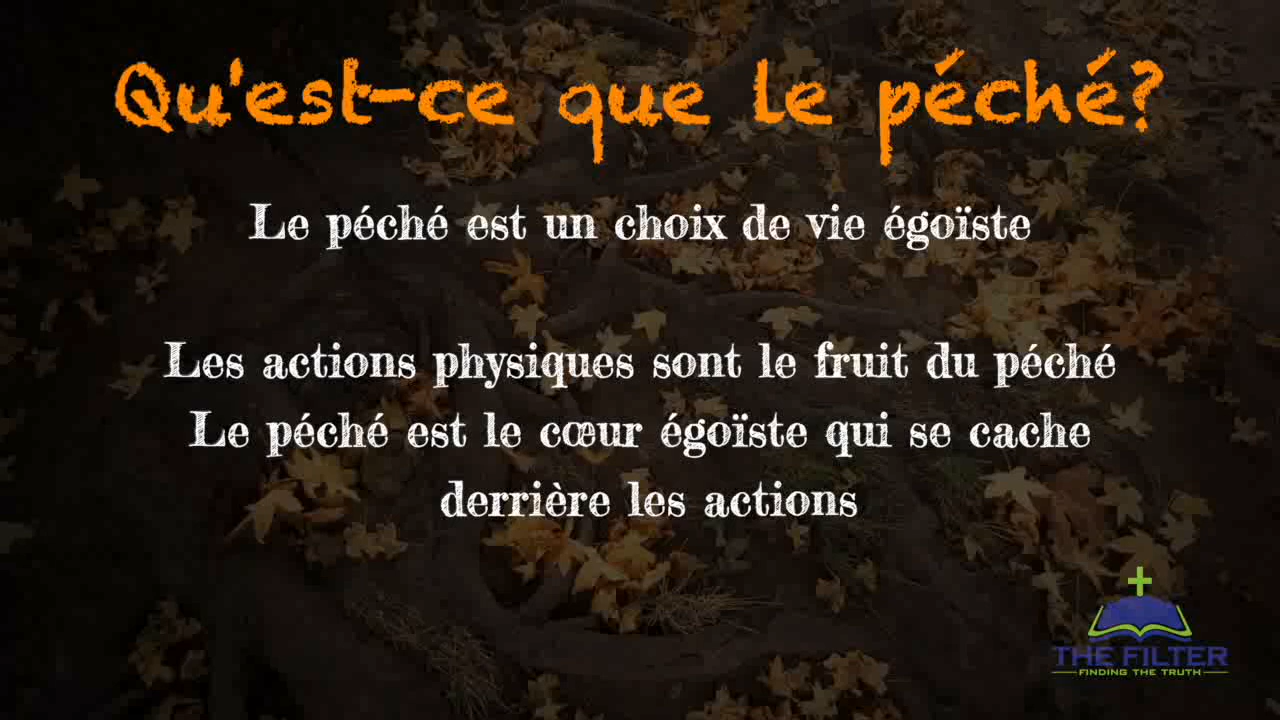 Qu'est-ce que le péché?
Le péché est un choix de vie égoïste
Les actions physiques sont le fruit du péché
Le péché est le cœur égoïste qui se cache
derrière les actions
THE FILTER
FINDING THE TRUTH